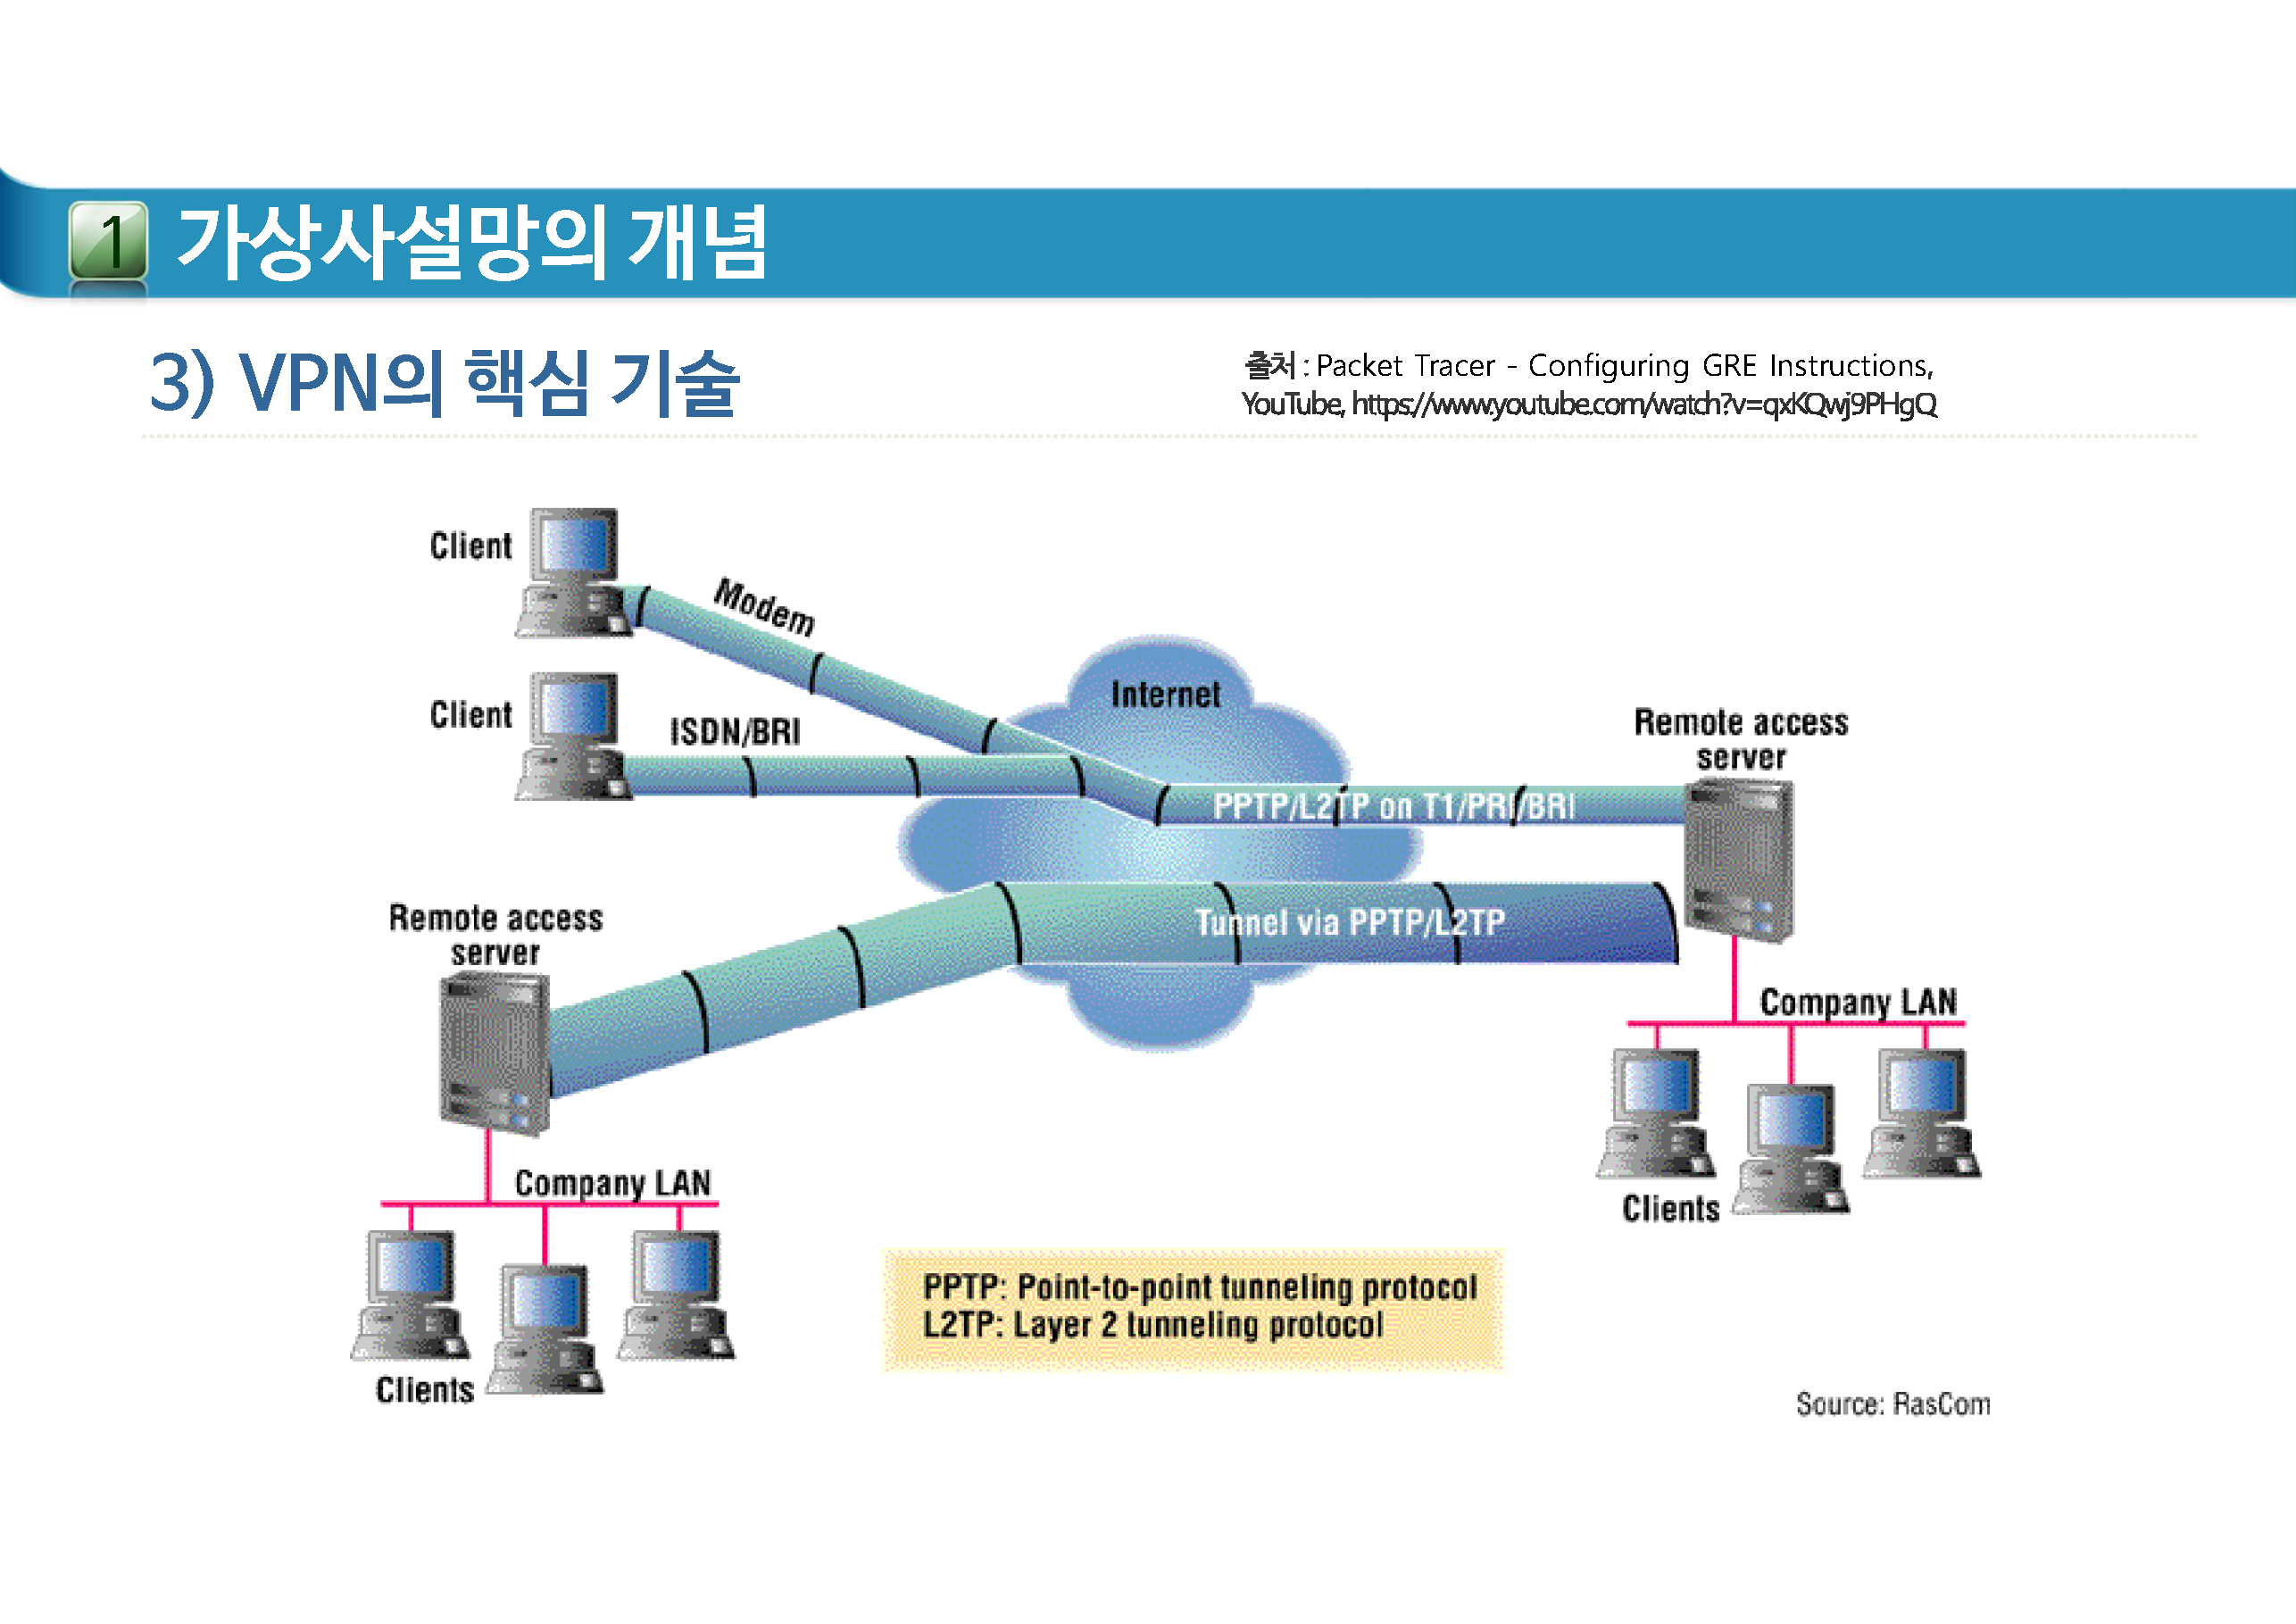 1 가상사설망의 개념
3) VPN의 핵심 기술
출처 : Packet Tracer - Configuring GRE Instructions,
YouTube, https://www.youtube.com/watch?v=qxKQwj9PHgQ
Client
Modem
Client
ISDN/BRI
Internet
Remote access
server
PPTP/L2TP on T1/PRI/BRI
Remote access
server
Tunnel via PPTP/L2TP
Company LAN
Company LAN
Clients
Clients
PPTP: Point-to-point tunneling protocol
L2TP: Layer 2 tunneling protocol
Source: RasCom